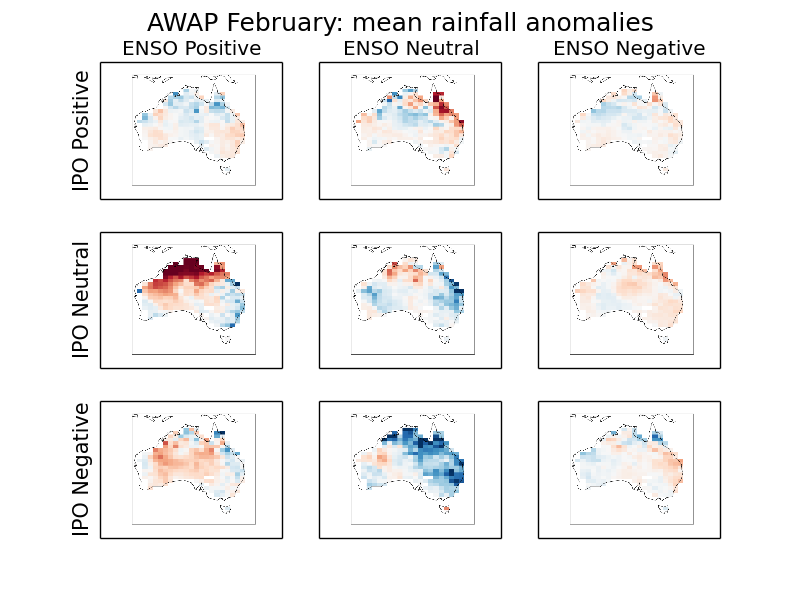 AWAP February: mean rainfall anomalies
ENSO Positive ENSO Neutral ENSO Negative
IPO Positive
IPO Neutral
IPO Negative